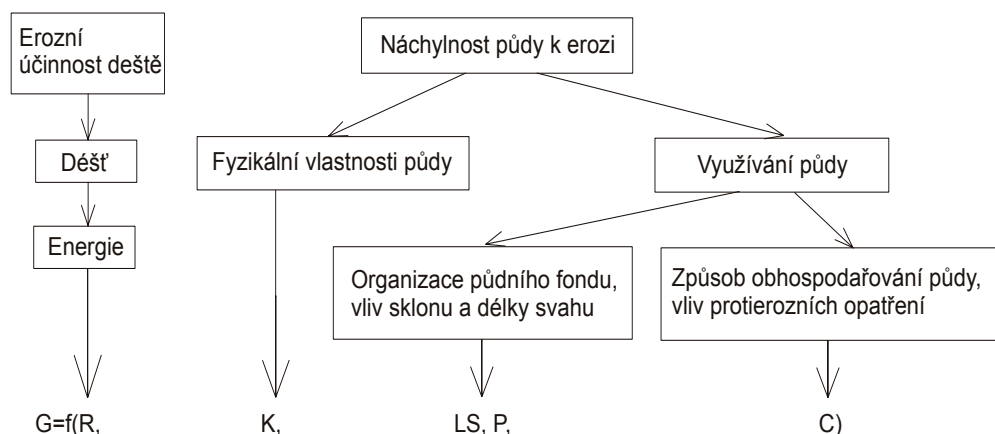 Erozní
účinnost deště
Náchylnost půdy k erozi
Déšť
Fyzikální vlastnosti půdy
Využívání půdy
Energie
Organizace půdního fondu,
vliv sklonu a délky svahu
Způsob obhospodařování půdy,
vliv protierozních opatření
G=f(R, K, LS, P, C)